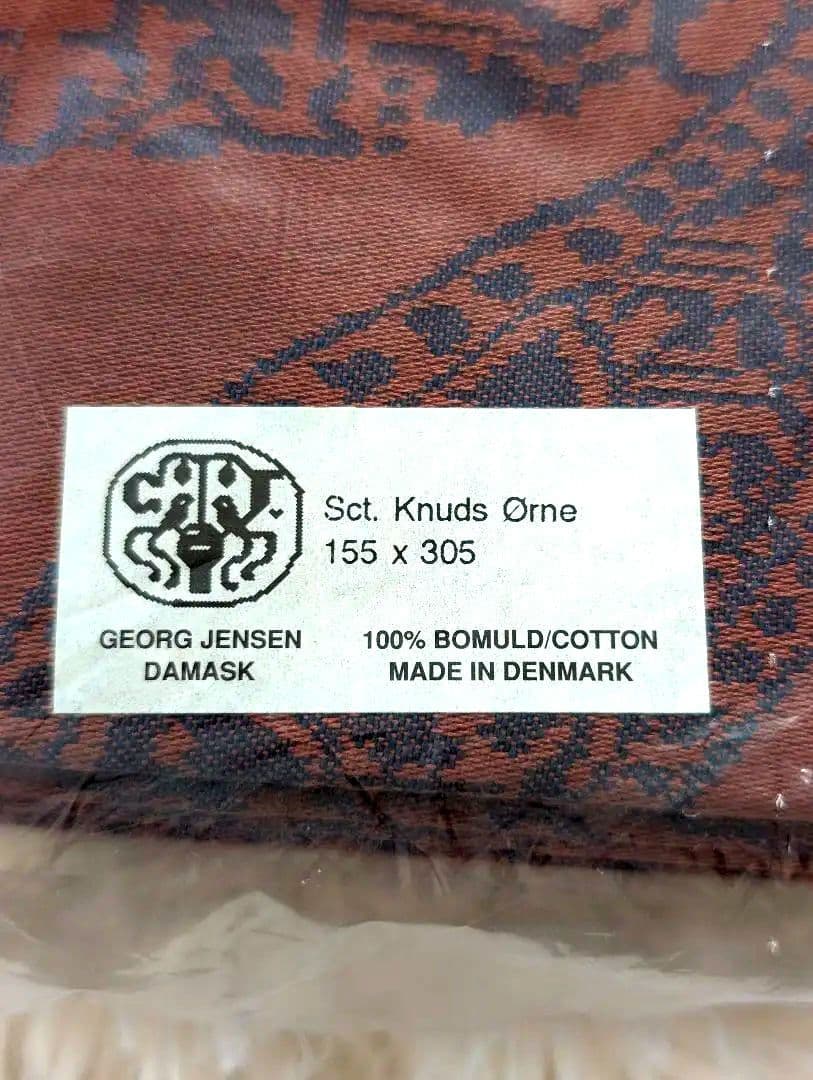 Sct. Knuds Ørne
155 x 305
GEORG JENSEN
DAMASK
100% BOMULD/COTTON
MADE IN DENMARK